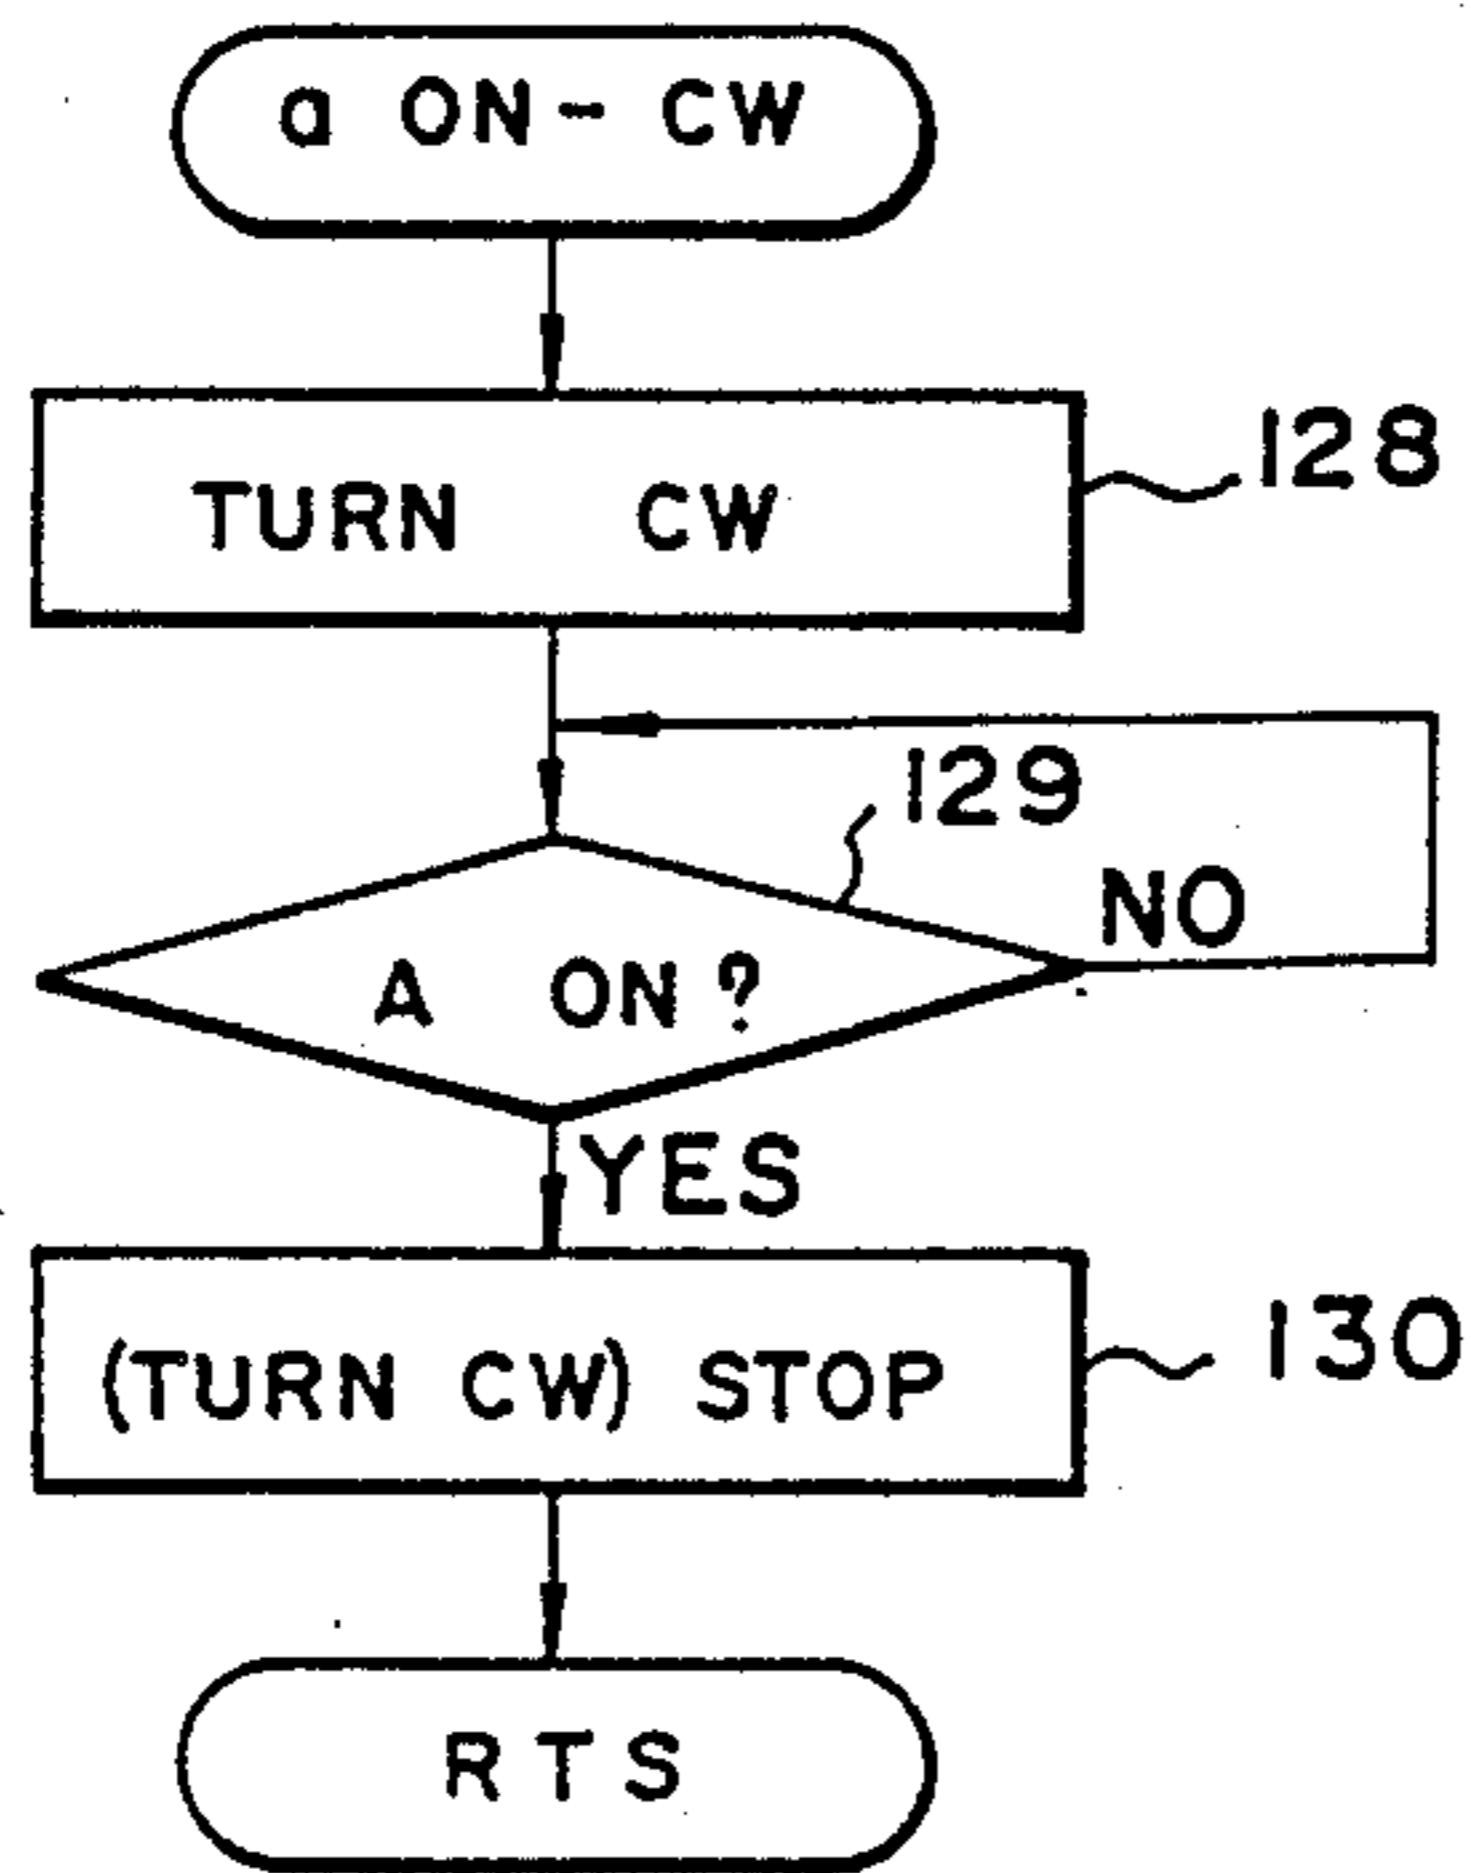 a ON - CW
TURN CW
128
129
NO
A ON?
YES
(TURN CW) STOP
130
RTS